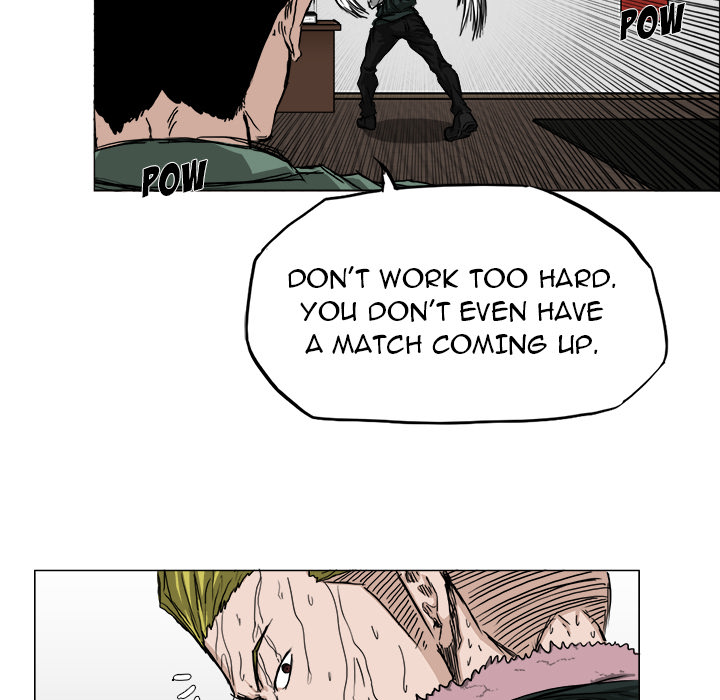 POW
POW
DON'T WORK TOO HARD.
YOU DON'T EVEN HAVE
A MATCH COMING UP.